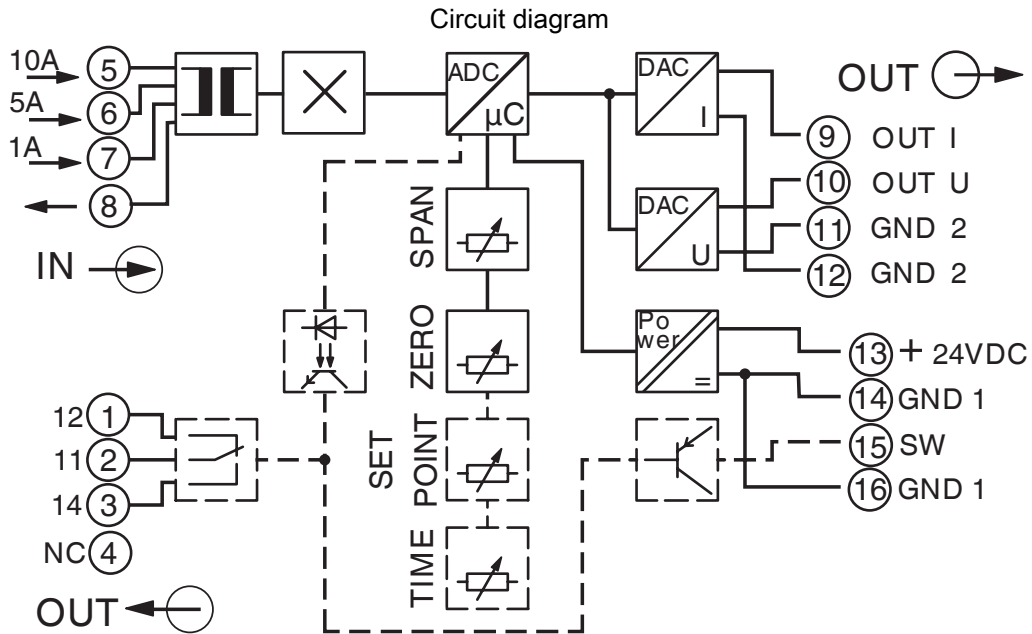 Circuit diagram
10A
5
5A
6
1A
7
8
IN
ADC
µC
DAC
I
DAC
U
OUT
9 OUT I
10 OUT U
11 GND 2
12 GND 2
SPAN
ZERO
SET
POINT
TIME
Po
wer
=
13 + 24VDC
14 GND 1
15 SW
16 GND 1
12 1
11 2
14 3
NC 4
OUT